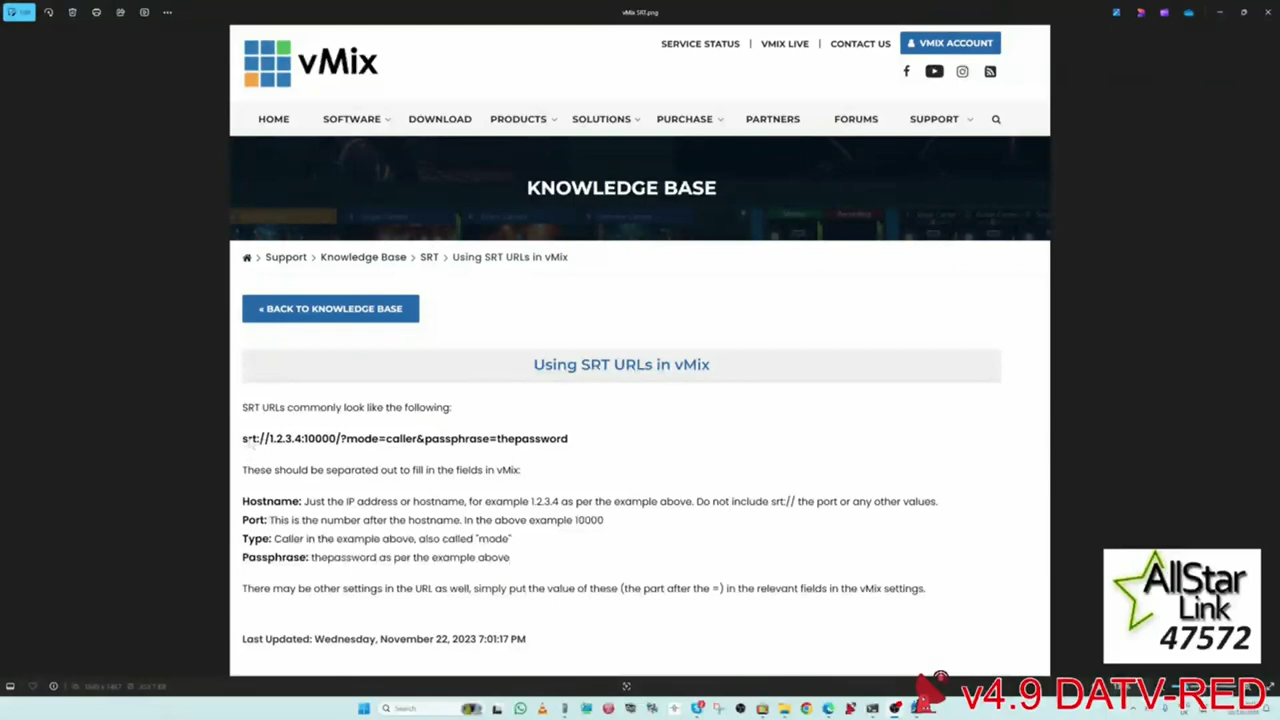 vMix SRT.png
vMix
SERVICE STATUS | VMIX LIVE | CONTACT US
VMIX ACCOUNT
HOME SOFTWARE DOWNLOAD PRODUCTS SOLUTIONS PURCHASE PARTNERS FORUMS SUPPORT
KNOWLEDGE BASE
Support > Knowledge Base > SRT > Using SRT URLs in vMix
« BACK TO KNOWLEDGE BASE
Using SRT URLs in vMix
SRT URLs commonly look like the following:
srt://1.2.3.4:10000/?mode=caller&passphrase=thepassword
These should be separated out to fill in the fields in vMix:
Hostname: Just the IP address or hostname, for example 1.2.3.4 as per the example above. Do not include srt:// the port or any other values.
Port: This is the number after the hostname. In the above example 10000
Type: Caller in the example above, also called "mode"
Passphrase: thepassword as per the example above
There may be other settings in the URL as well, simply put the value of these (the part after the =) in the relevant fields in the vMix settings.
Last Updated: Wednesday, November 22, 2023 7:01:17 PM
AllStar
Link
47572
v4.9 DATV-RED
Search